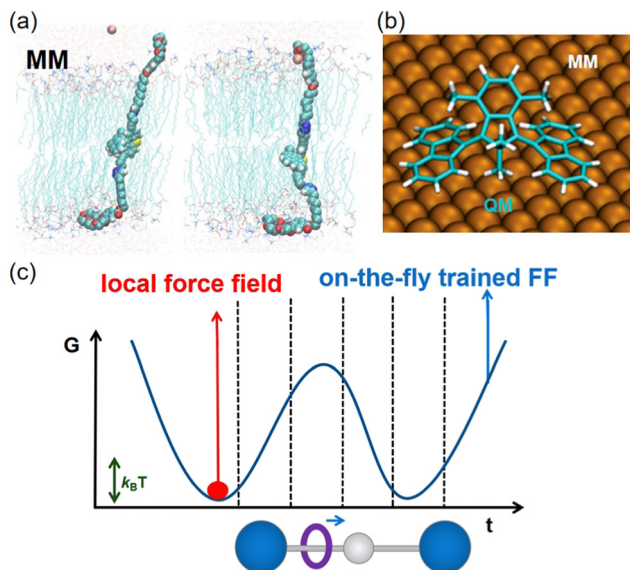 (a)
MM
(b)
MM
QM
(c)
local force field
on-the-fly trained FF
G
kBT
t